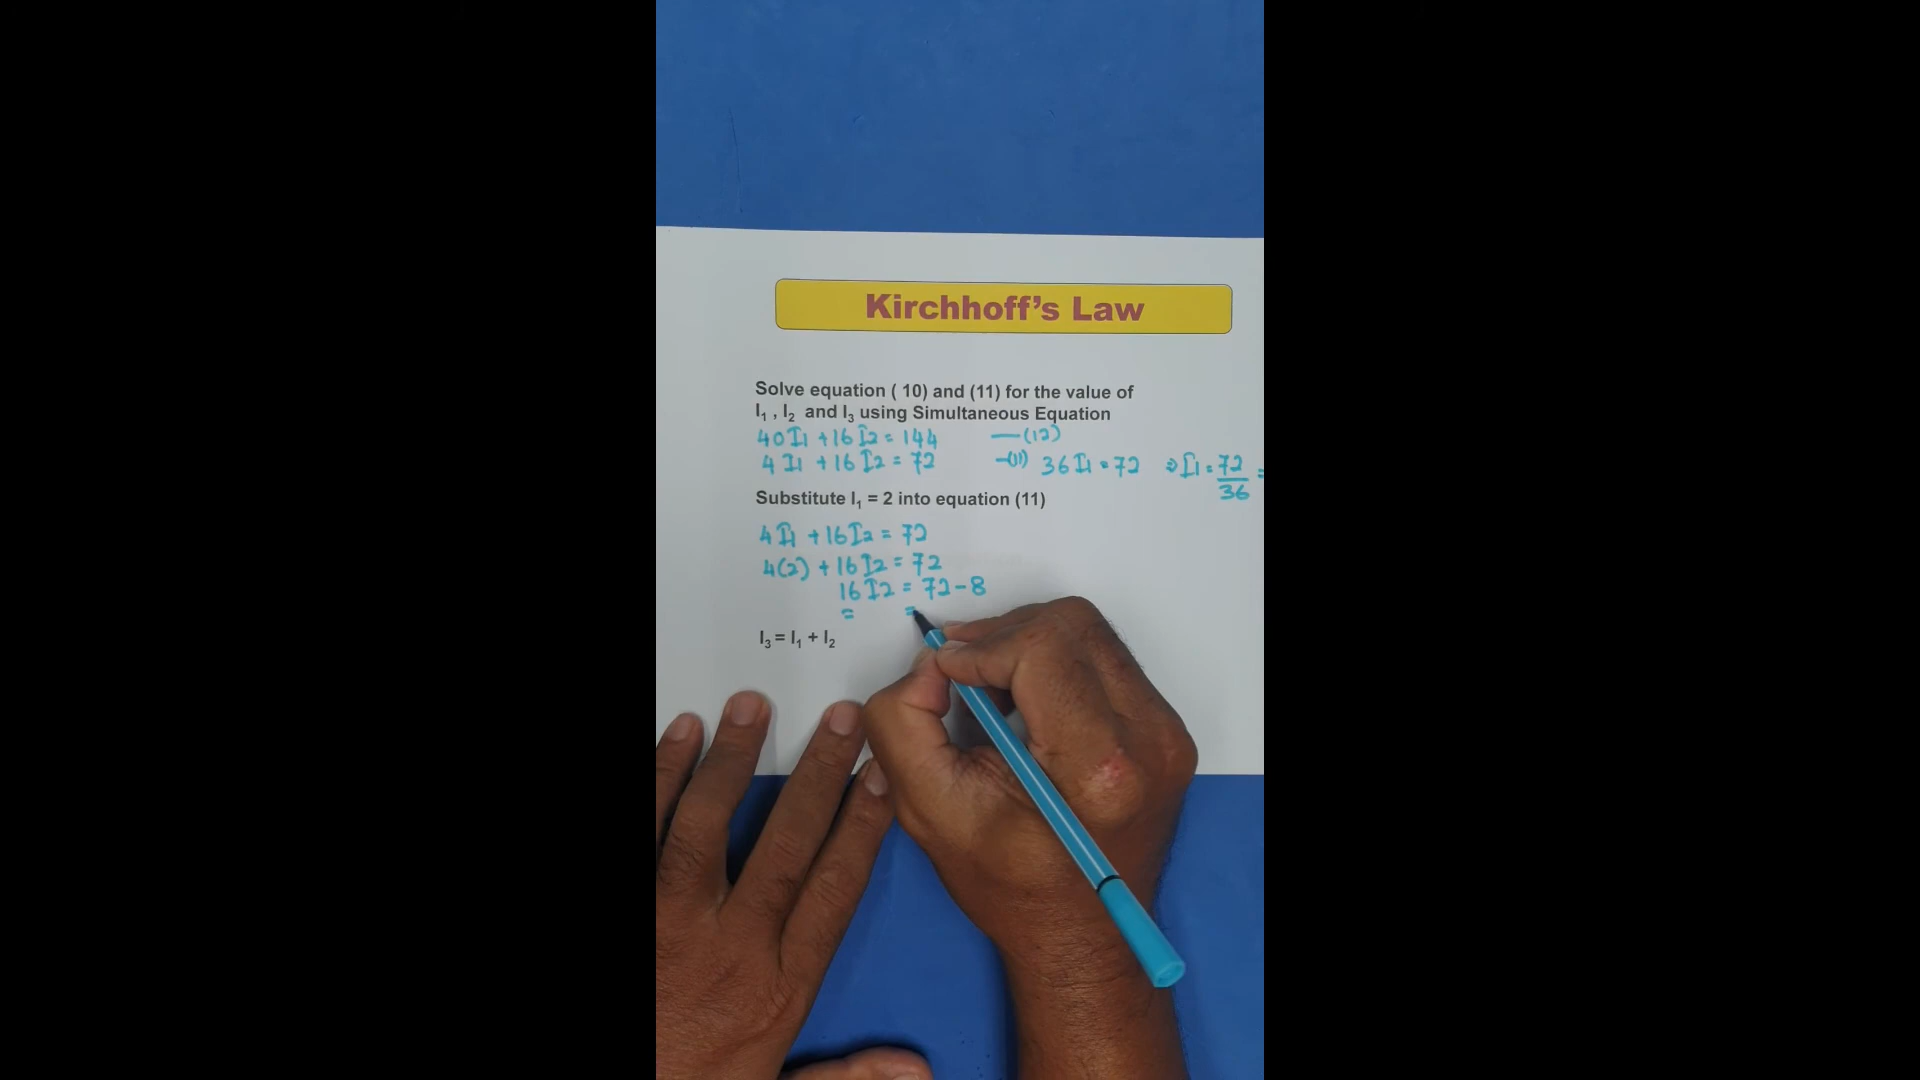 Kirchhoff's Law
Solve equation ( 10) and (11) for the value of
I₁ , I₂ and I₃ using Simultaneous Equation
40I1 + 16I2 = 144 —(12)
4I1 + 16I2 = 72 —(11) 36I1 = 72 ⇒ I1 = 72/36 =
Substitute I₁ = 2 into equation (11)
4I1 + 16I2 = 72
4(2) + 16I2 = 72
16I2 = 72 - 8
= =
I₃ = I₁ + I₂